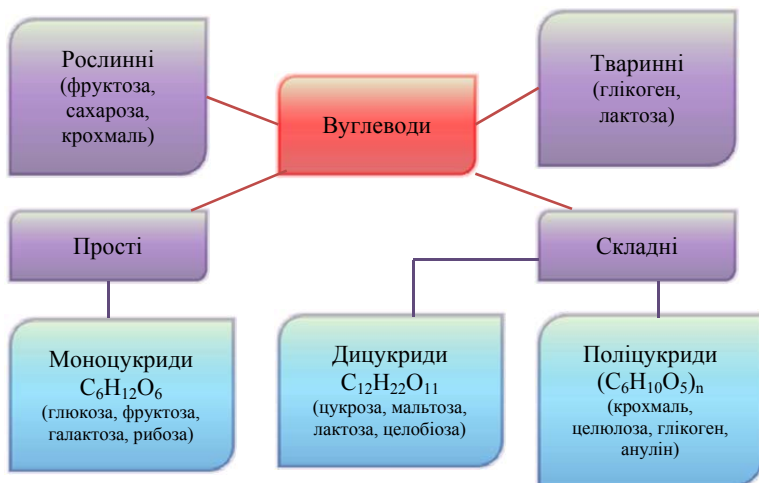 Рослинні
(фруктоза,
сахароза,
крохмаль)
Вуглеводи
Тваринні
(глікоген,
лактоза)
Прості
Складні
Моноцукриди
C₆H₁₂O₆
(глюкоза, фруктоза,
галактоза, рибоза)
Дицукриди
C₁₂H₂₂O₁₁
(цукроза, мальтоза,
лактоза, целобіоза)
Поліцукриди
(C₆H₁₀O₅)ₙ
(крохмаль,
целюлоза, глікоген,
анулін)